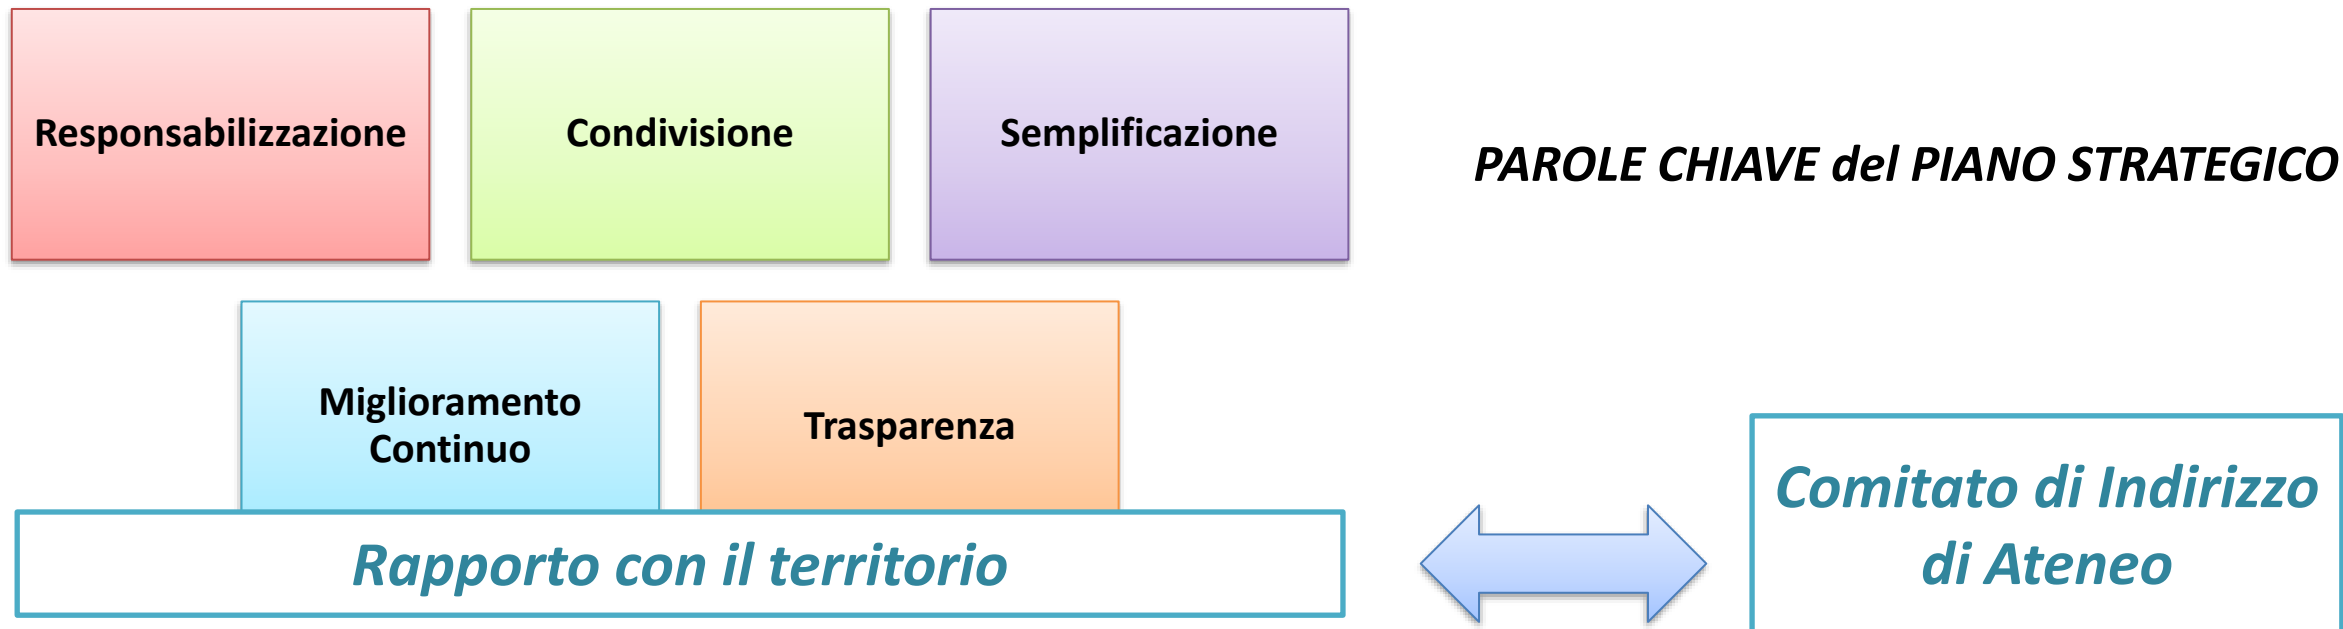 Responsabilizzazione
Condivisione
Semplificazione
PAROLE CHIAVE del PIANO STRATEGICO
Miglioramento
Continuo
Trasparenza
Rapporto con il territorio
Comitato di Indirizzo
di Ateneo